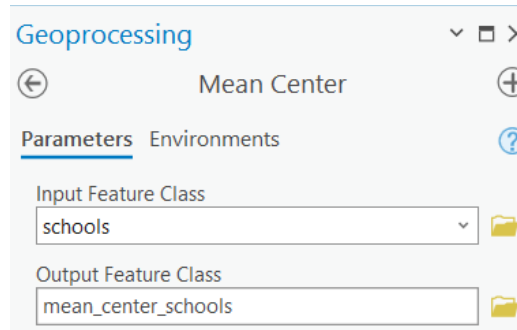 Geoprocessing
Mean Center
Parameters Environments
Input Feature Class
schools
Output Feature Class
mean_center_schools